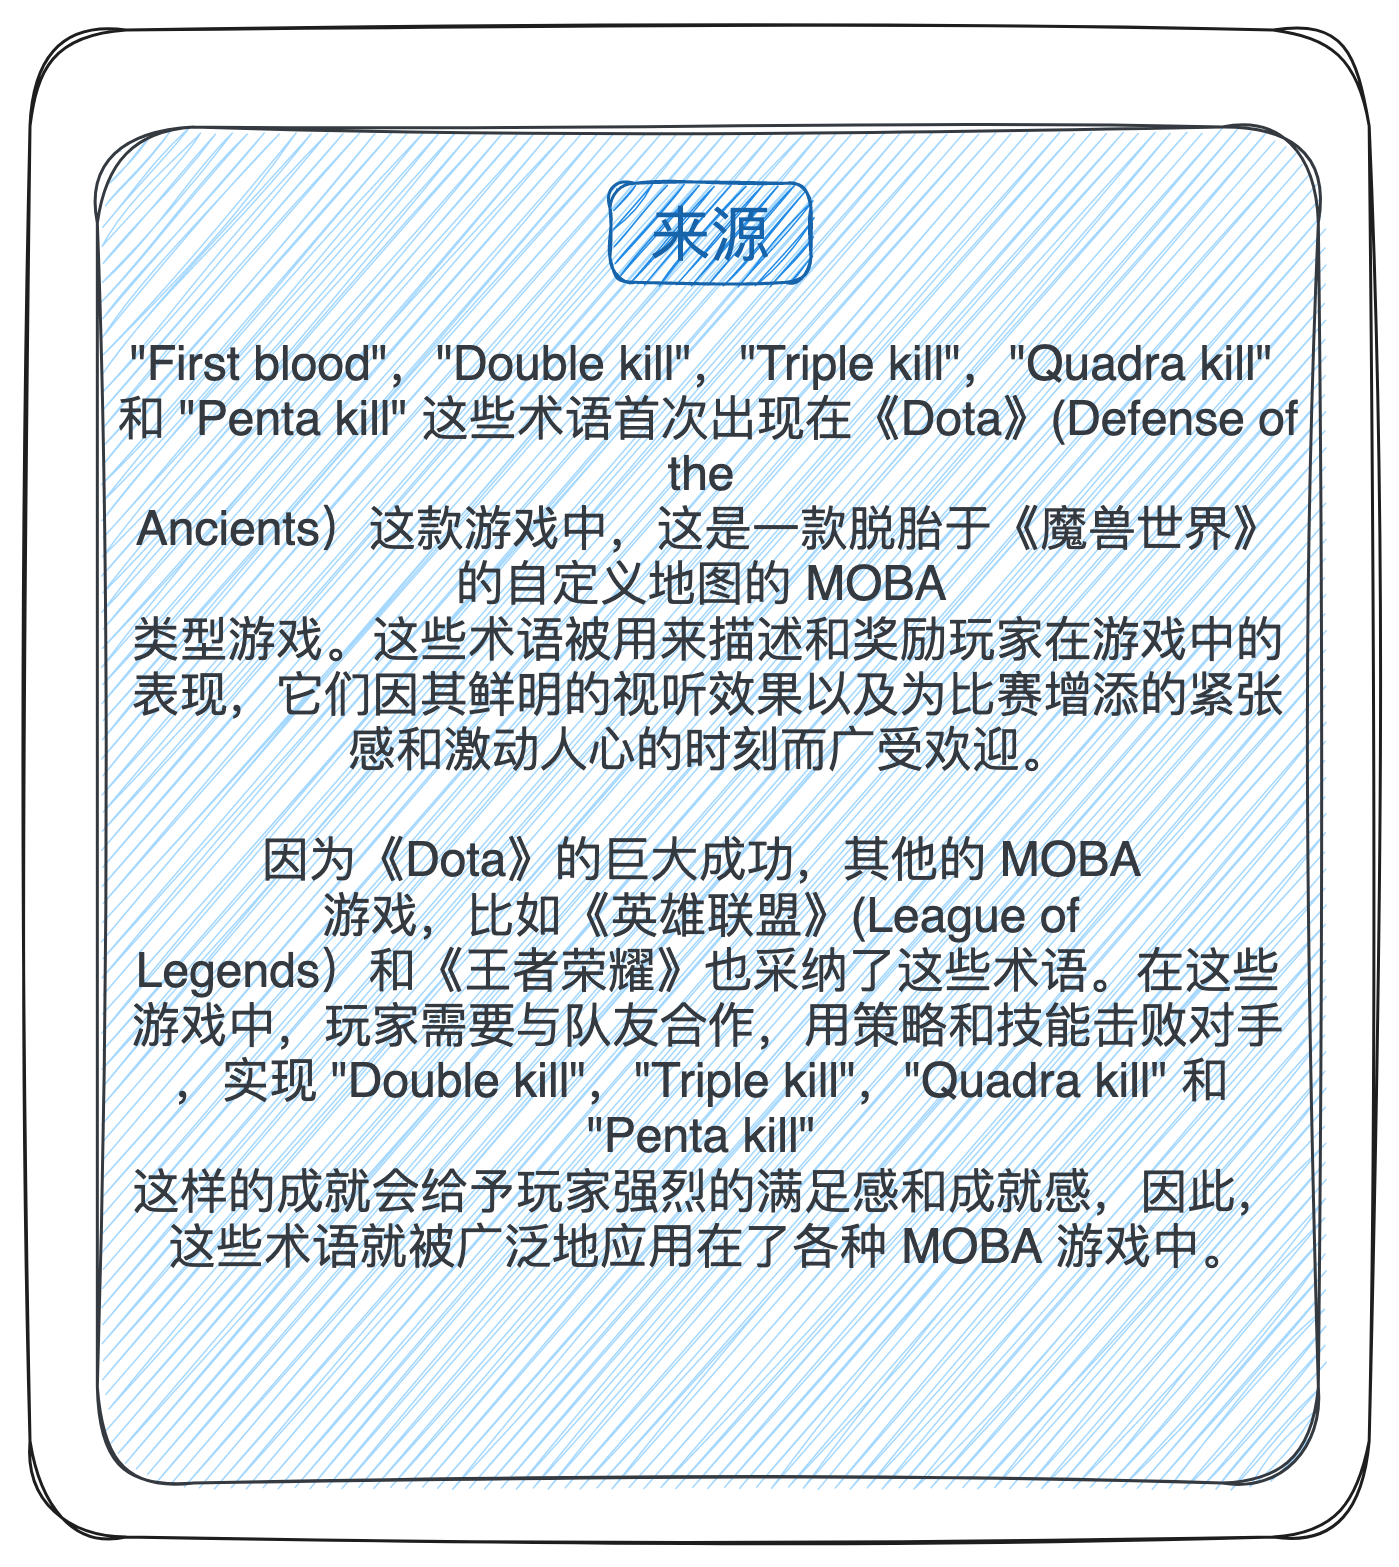 来源
"First blood"，"Double kill"，"Triple kill"，"Quadra kill"
和 "Penta kill" 这些术语首次出现在《Dota》(Defense of
the
Ancients）这款游戏中，这是一款脱胎于《魔兽世界》
的自定义地图的 MOBA
类型游戏。这些术语被用来描述和奖励玩家在游戏中的
表现，它们因其鲜明的视听效果以及为比赛增添的紧张
感和激动人心的时刻而广受欢迎。
因为《Dota》的巨大成功，其他的 MOBA
游戏，比如《英雄联盟》(League of
Legends）和《王者荣耀》也采纳了这些术语。在这些
游戏中，玩家需要与队友合作，用策略和技能击败对手
，实现 "Double kill"，"Triple kill"，"Quadra kill" 和
"Penta kill"
这样的成就会给予玩家强烈的满足感和成就感，因此，
这些术语就被广泛地应用在了各种 MOBA 游戏中。